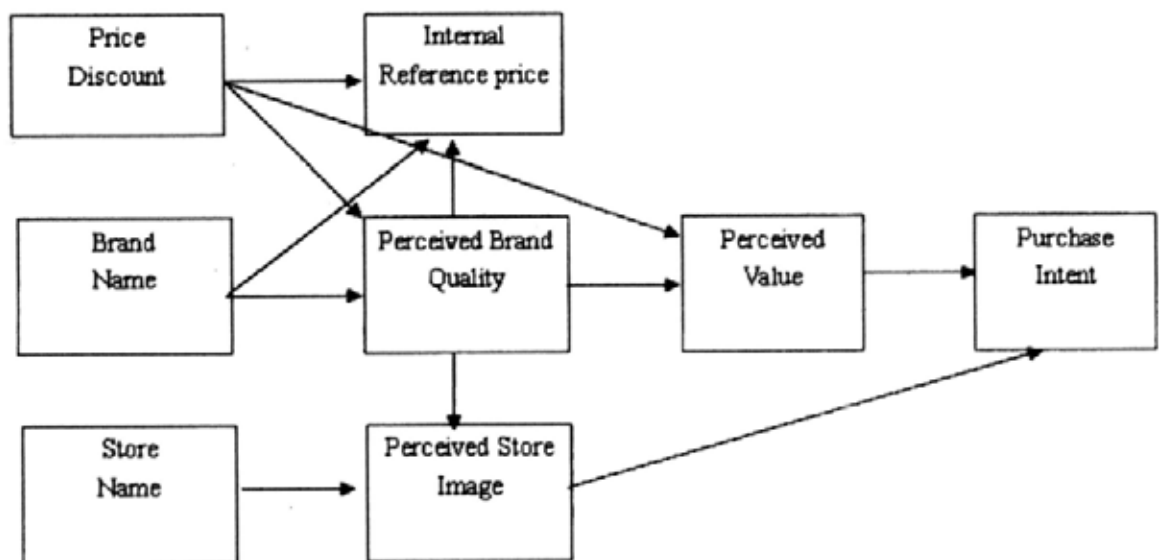 Price
Discount
Internal
Reference price
Brand
Name
Perceived Brand
Quality
Perceived
Value
Purchase
Intent
Store
Name
Perceived Store
Image